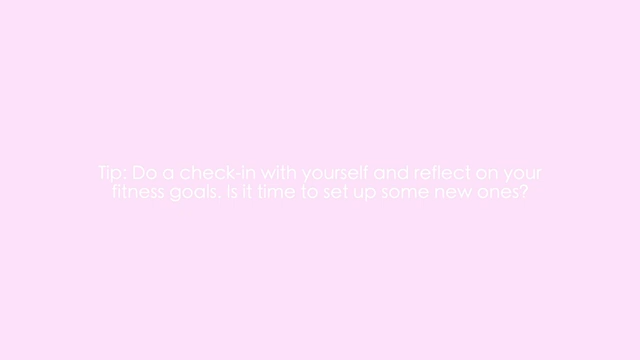 Tip: Do a check-in with yourself and reflect on your
fitness goals. Is it time to set up some new ones?